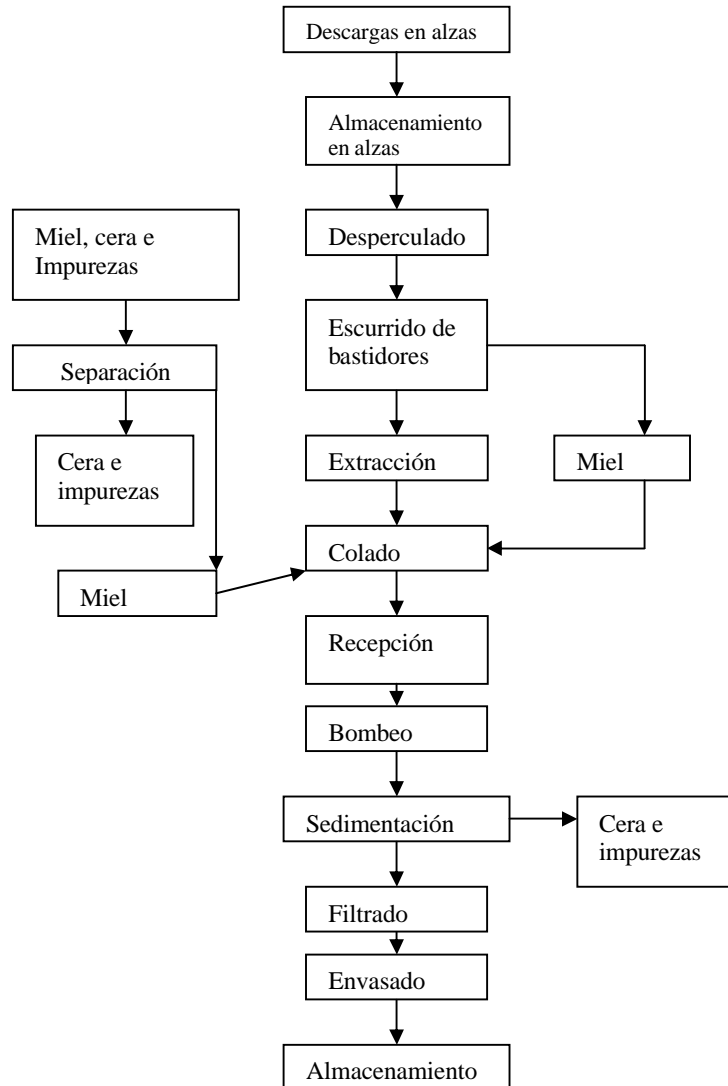 Descargas en alzas
Almacenamiento
en alzas
Desperculado
Miel, cera e
Impurezas
Escurrido de
bastidores
Separación
Cera e
impurezas
Extracción
Miel
Colado
Miel
Recepción
Bombeo
Sedimentación
Cera e
impurezas
Filtrado
Envasado
Almacenamiento